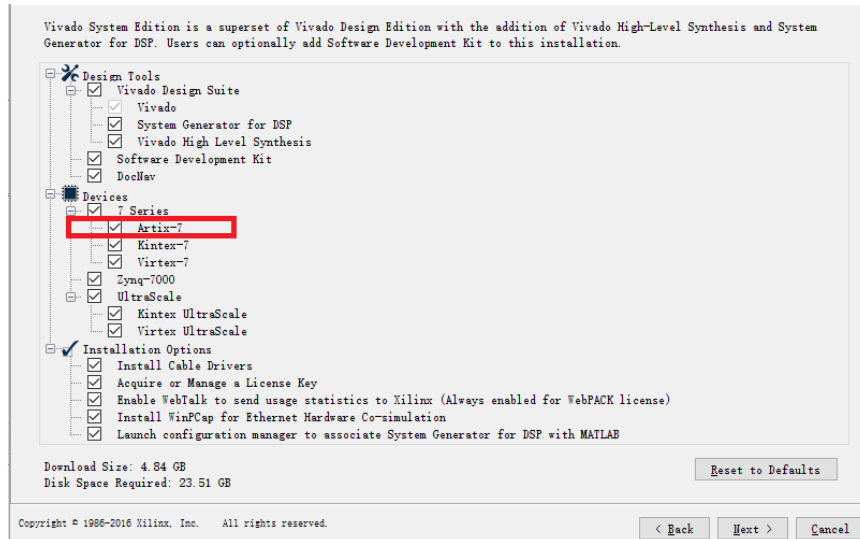 Vivado System Edition is a superset of Vivado Design Edition with the addition of Vivado High-Level Synthesis and System
Generator for DSP. Users can optionally add Software Development Kit to this installation.
Design Tools
Vivado Design Suite
Vivado
System Generator for DSP
Vivado High Level Synthesis
Software Development Kit
DocNav
Devices
7 Series
Artix-7
Kintex-7
Virtex-7
Zynq-7000
UltraScale
Kintex UltraScale
Virtex UltraScale
Installation Options
Install Cable Drivers
Acquire or Manage a License Key
Enable WebTalk to send usage statistics to Xilinx (Always enabled for WebPACK license)
Install WinPCap for Ethernet Hardware Co-simulation
Launch configuration manager to associate System Generator for DSP with MATLAB
Download Size: 4.84 GB
Disk Space Required: 23.51 GB
Reset to Defaults
Copyright © 1986-2016 Xilinx, Inc. All rights reserved.
< Back Next > Cancel